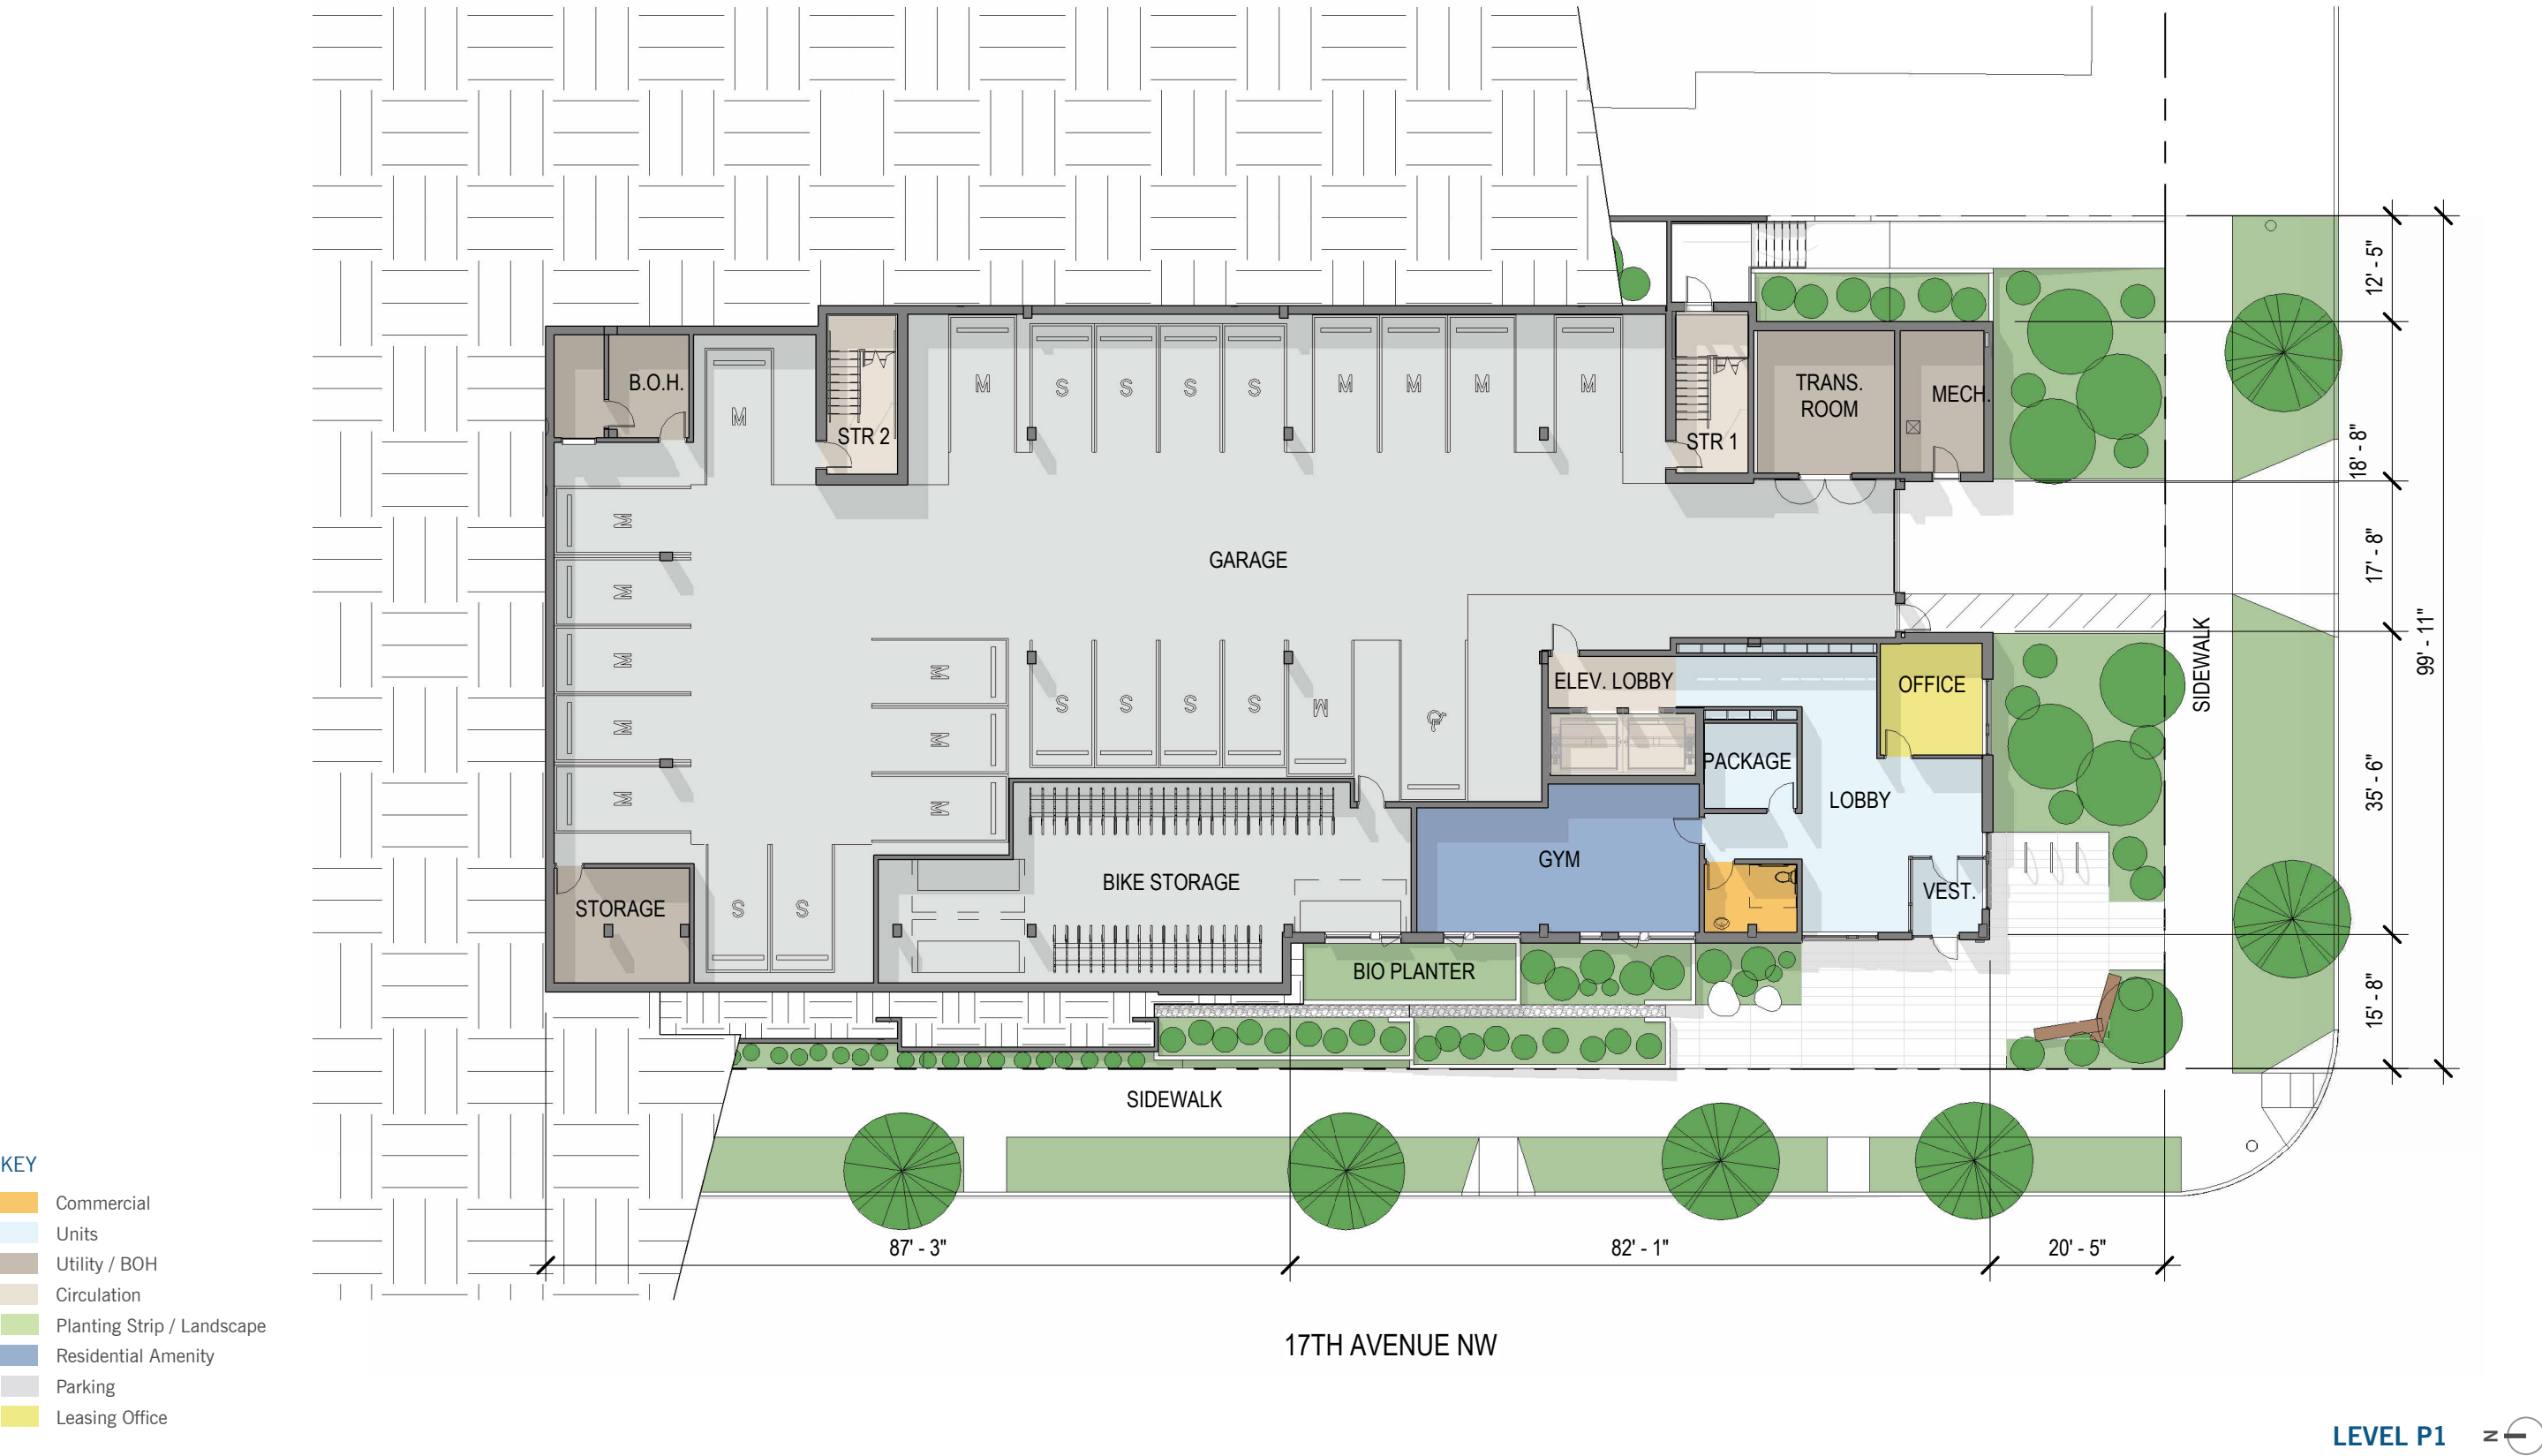 12' - 5"
B.O.H.
M
M
S
S
S
S
M
M
M
M
TRANS.
ROOM
MECH.
STR 2
STR 1
18' - 8"
M
GARAGE
17' - 8"
M
99' - 11"
SIDEWALK
M
M
ELEV. LOBBY
OFFICE
S
S
S
S
M
M
M
PACKAGE
35' - 6"
M
M
LOBBY
GYM
BIKE STORAGE
VEST.
STORAGE
S
S
BIO PLANTER
15' - 8"
SIDEWALK
87' - 3"
82' - 1"
20' - 5"
17TH AVENUE NW
KEY
Commercial
Units
Utility / BOH
Circulation
Planting Strip / Landscape
Residential Amenity
Parking
Leasing Office
LEVEL P1
N